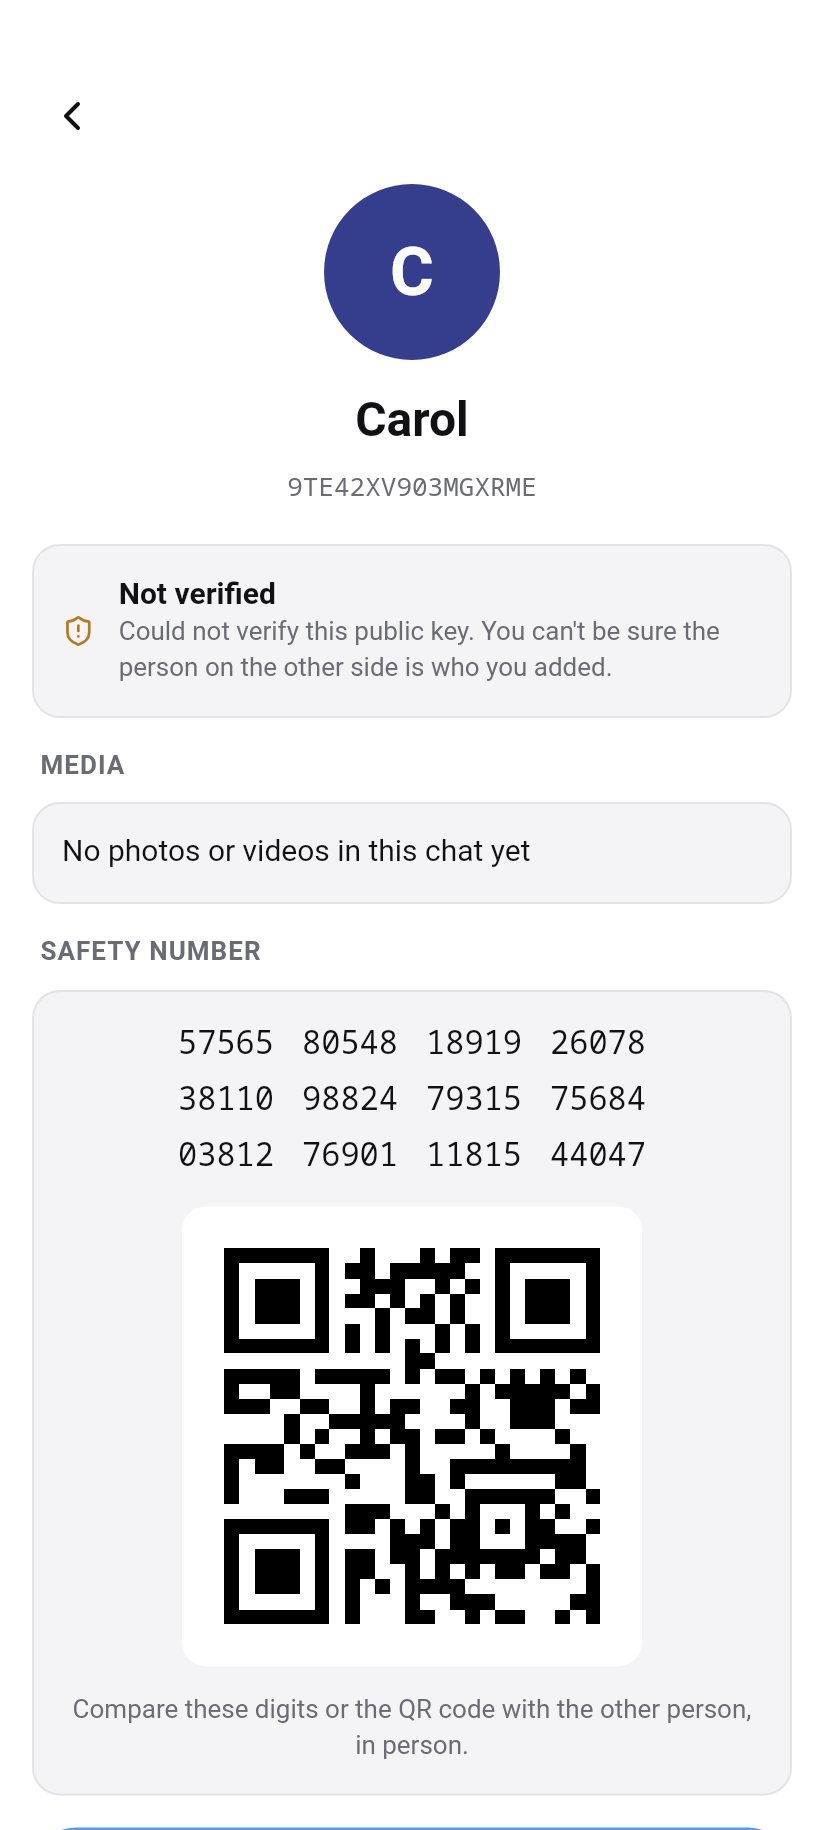 C
Carol
9TE42XV903MGXRME
Not verified
Could not verify this public key. You can't be sure the
person on the other side is who you added.
MEDIA
No photos or videos in this chat yet
SAFETY NUMBER
57565 80548 18919 26078
38110 98824 79315 75684
03812 76901 11815 44047
Compare these digits or the QR code with the other person,
in person.